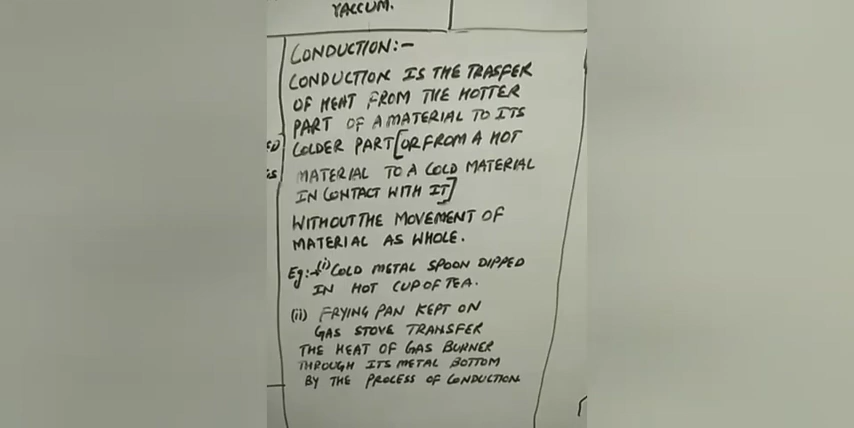 VACCUM.
CONDUCTION:-
CONDUCTION IS THE TRASFER
OF HEAT FROM THE HOTTER
PART OF A MATERIAL TO ITS
COLDER PART [OR FROM A HOT
MATERIAL TO A COLD MATERIAL
IN CONTACT WITH IT]
WITHOUT THE MOVEMENT OF
MATERIAL AS WHOLE.
Eg:- (i) COLD METAL SPOON DIPPED
IN HOT CUP OF TEA.
(ii) FRYING PAN KEPT ON
GAS STOVE TRANSFER
THE HEAT OF GAS BURNER
THROUGH ITS METAL BOTTOM
BY THE PROCESS OF CONDUCTION